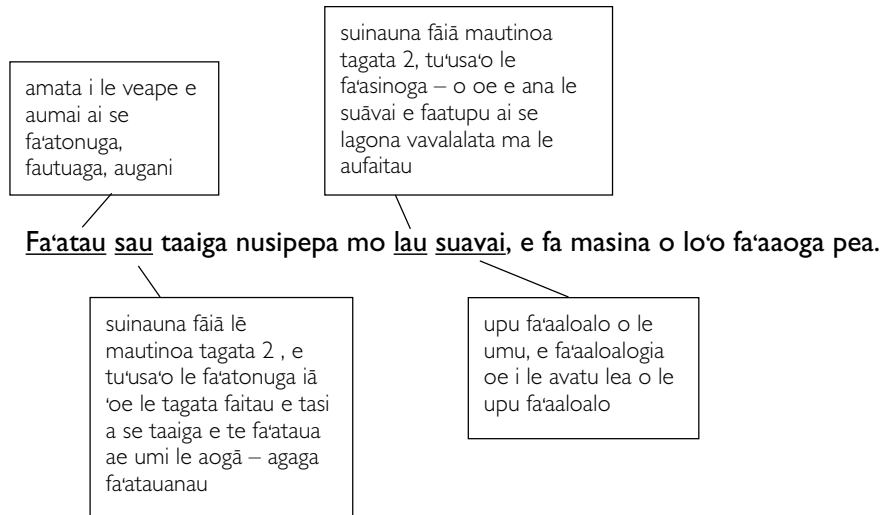 suinauna fāiā mautinoa
tagata 2, tu‘usa‘o le
fa‘asinoga – o oe e ana le
suāvai e faatupu ai se
lagona vavalalata ma le
aufaitau
amata i le veape e
aumai ai se
fa‘atonuga,
fautuaga, augani
Fa‘atau sau taaiga nusipepa mo lau suavai, e fa masina o lo‘o fa‘aaoga pea.
suinauna fāiā lē
mautinoa tagata 2 , e
tu‘usa‘o le fa‘atonuga iā
‘oe le tagata faitau e tasi
a se taaiga e te fa‘ataua
ae umi le aogā – agaga
fa‘atauanau
upu fa‘aaloalo o le
umu, e fa‘aaloalogia
oe i le avatu lea o le
upu fa‘aaloalo